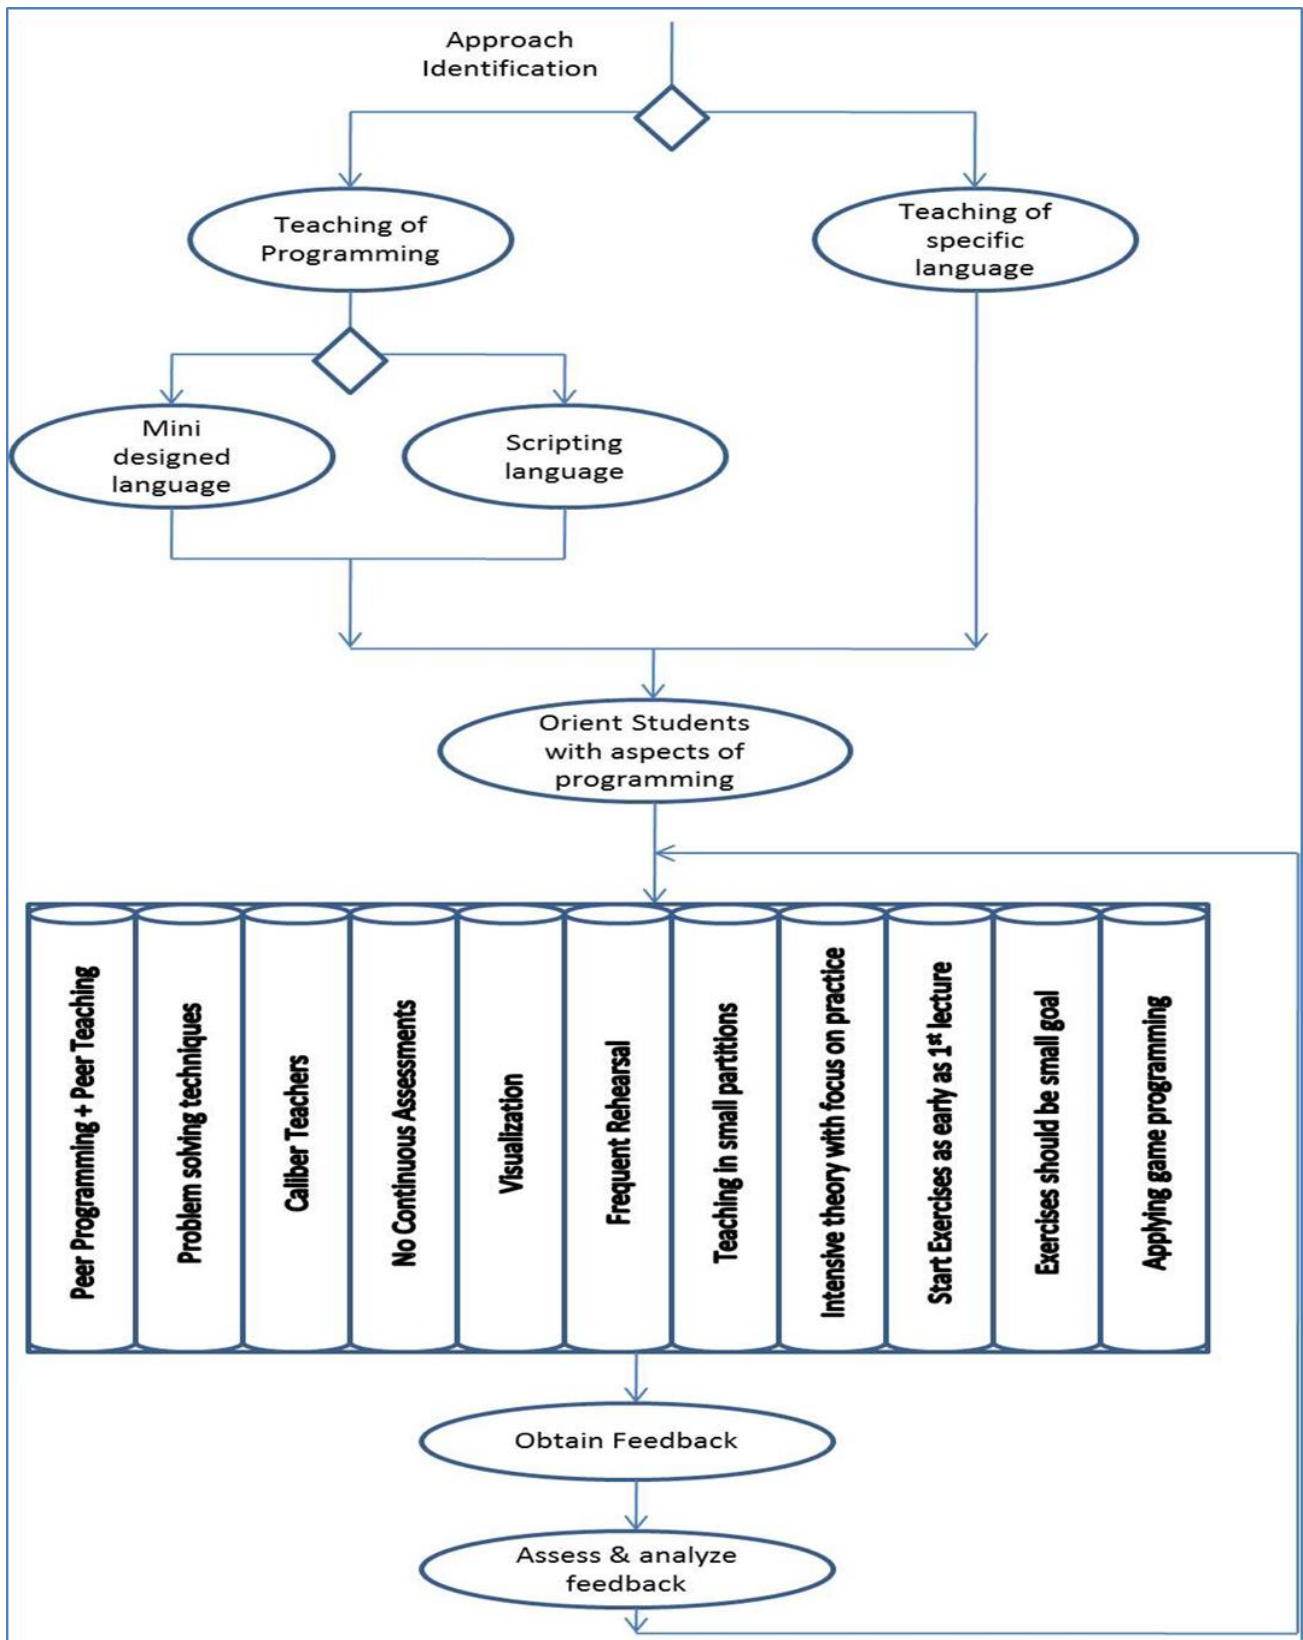 Approach
Identification
Teaching of
Programming
Teaching of
specific
language
Mini
designed
language
Scripting
language
Orient Students
with aspects of
programming
Peer Programming + Peer Teaching
Problem solving techniques
Caliber Teachers
No Continuous Assessments
Visualization
Frequent Rehearsal
Teaching in small partitions
Intensive theory with focus on practice
Start Exercises as early as 1st lecture
Exercises should be small goal
Applying game programming
Obtain Feedback
Assess & analyze
feedback